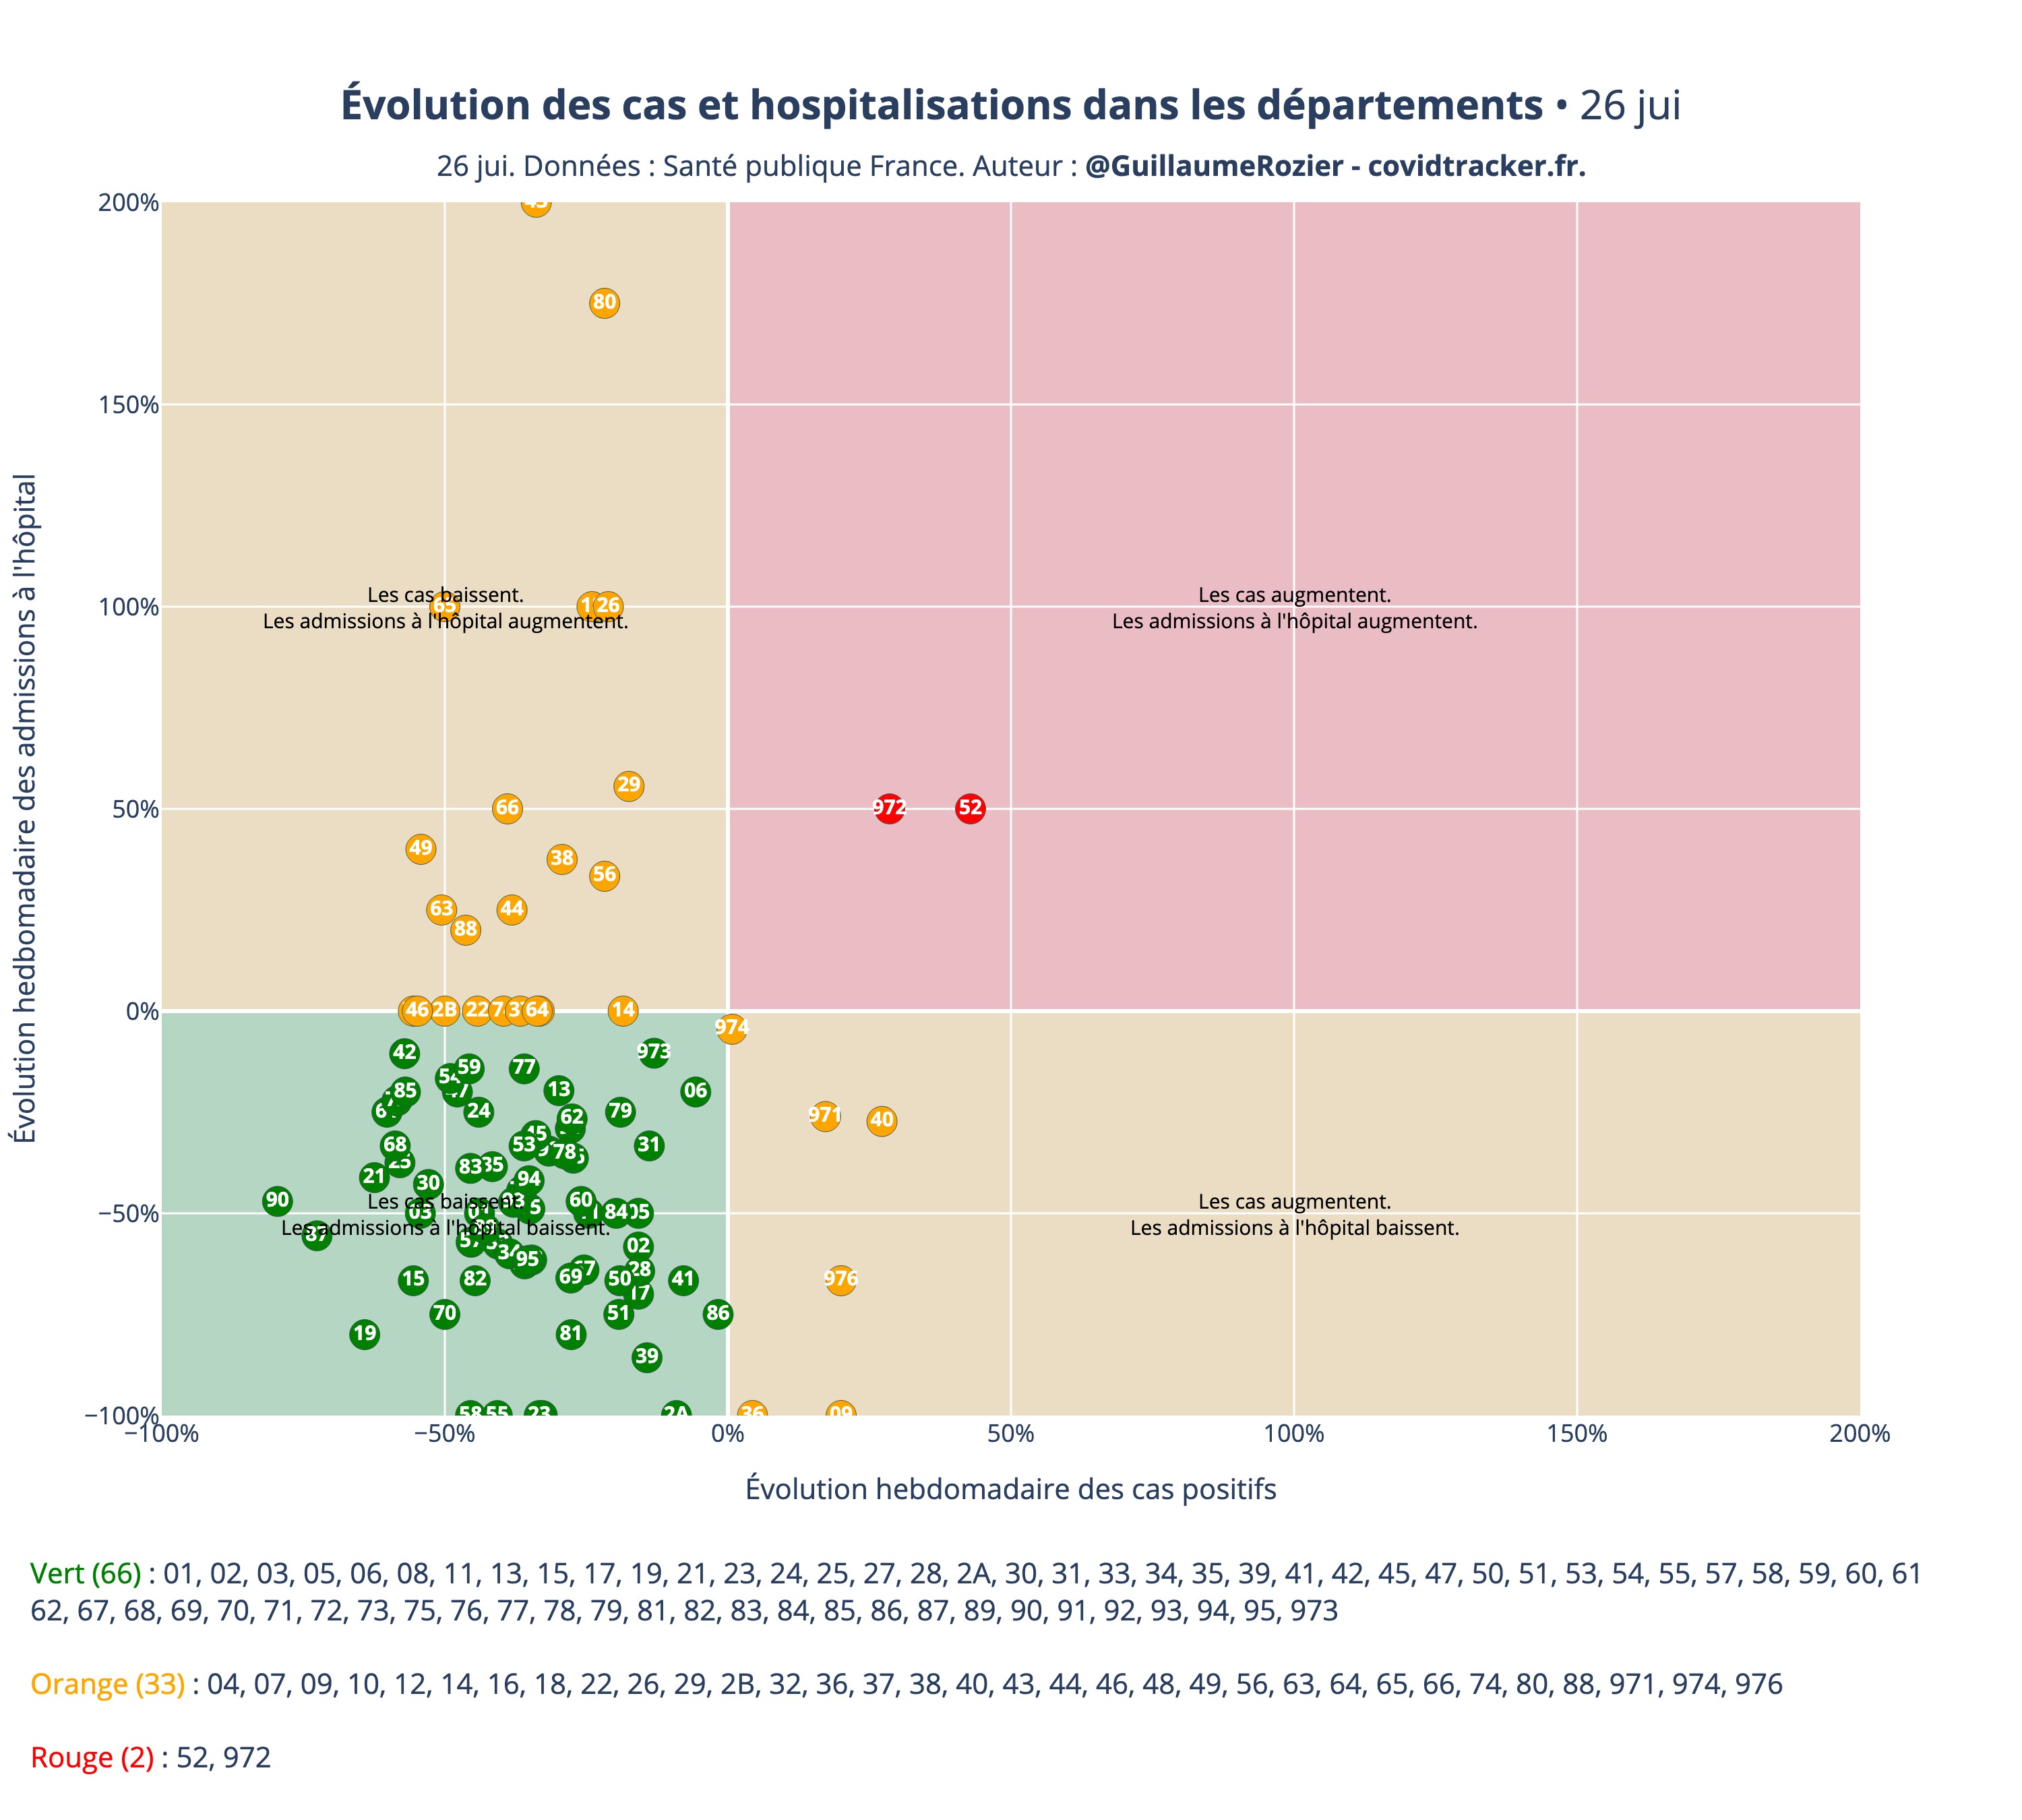 Évolution des cas et hospitalisations dans les départements • 26 jui
26 jui. Données : Santé publique France. Auteur : @GuillaumeRozier - covidtracker.fr.
Évolution hedbomadaire des admissions à l'hôpital
200%
150%
100%
50%
0%
−50%
−100%
80
Les cas baissent.
65 26
Les admissions à l'hôpital augmentent.
Les cas augmentent.
Les admissions à l'hôpital augmentent.
29
66
972 52
49
38
56
63 44
88
46 2B 22 64 14
974
42 973
59 77
54
85 13 06
24 79 971
62 40
45
53 78 31
68
25
83
21
94
30
90 60
Les cas baissent.
03 84 05
Les admissions à l'hôpital baissent.
Les cas augmentent.
Les admissions à l'hôpital baissent.
87
57 02
34 95
28
69
15 82 50 41 976
17
70 51 86
19 81
39
58 55 23 2A 36 09
−100% −50% 0% 50% 100% 150% 200%
Évolution hebdomadaire des cas positifs
Vert (66) : 01, 02, 03, 05, 06, 08, 11, 13, 15, 17, 19, 21, 23, 24, 25, 27, 28, 2A, 30, 31, 33, 34, 35, 39, 41, 42, 45, 47, 50, 51, 53, 54, 55, 57, 58, 59, 60, 61
62, 67, 68, 69, 70, 71, 72, 73, 75, 76, 77, 78, 79, 81, 82, 83, 84, 85, 86, 87, 89, 90, 91, 92, 93, 94, 95, 973
Orange (33) : 04, 07, 09, 10, 12, 14, 16, 18, 22, 26, 29, 2B, 32, 36, 37, 38, 40, 43, 44, 46, 48, 49, 56, 63, 64, 65, 66, 74, 80, 88, 971, 974, 976
Rouge (2) : 52, 972